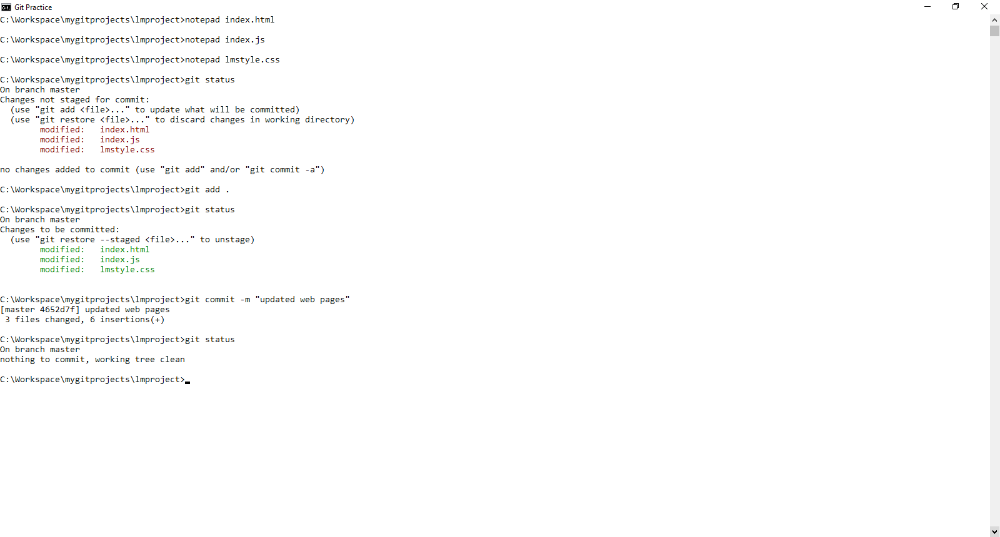 Git Practice
C:\Workspace\mygitprojects\lmproject>notepad index.html
C:\Workspace\mygitprojects\lmproject>notepad index.js
C:\Workspace\mygitprojects\lmproject>notepad lmstyle.css
C:\Workspace\mygitprojects\lmproject>git status
On branch master
Changes not staged for commit:
  (use "git add <file>..." to update what will be committed)
  (use "git restore <file>..." to discard changes in working directory)
        modified:   index.html
        modified:   index.js
        modified:   lmstyle.css
no changes added to commit (use "git add" and/or "git commit -a")
C:\Workspace\mygitprojects\lmproject>git add .
C:\Workspace\mygitprojects\lmproject>git status
On branch master
Changes to be committed:
  (use "git restore --staged <file>..." to unstage)
        modified:   index.html
        modified:   index.js
        modified:   lmstyle.css
C:\Workspace\mygitprojects\lmproject>git commit -m "updated web pages"
[master 4652d7f] updated web pages
 3 files changed, 6 insertions(+)
C:\Workspace\mygitprojects\lmproject>git status
On branch master
nothing to commit, working tree clean
C:\Workspace\mygitprojects\lmproject>